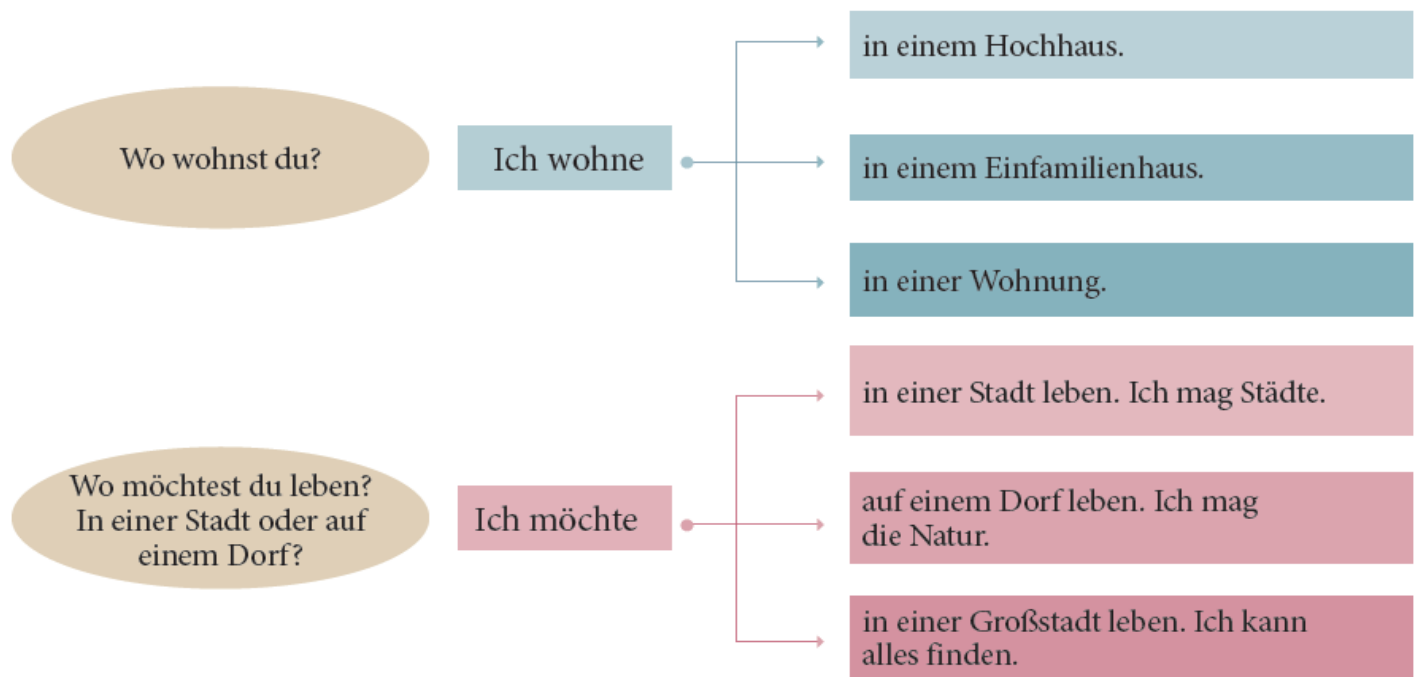 Wo wohnst du?
Ich wohne
in einem Hochhaus.
in einem Einfamilienhaus.
in einer Wohnung.
Wo möchtest du leben?
In einer Stadt oder auf
einem Dorf?
Ich möchte
in einer Stadt leben. Ich mag Städte.
auf einem Dorf leben. Ich mag
die Natur.
in einer Großstadt leben. Ich kann
alles finden.